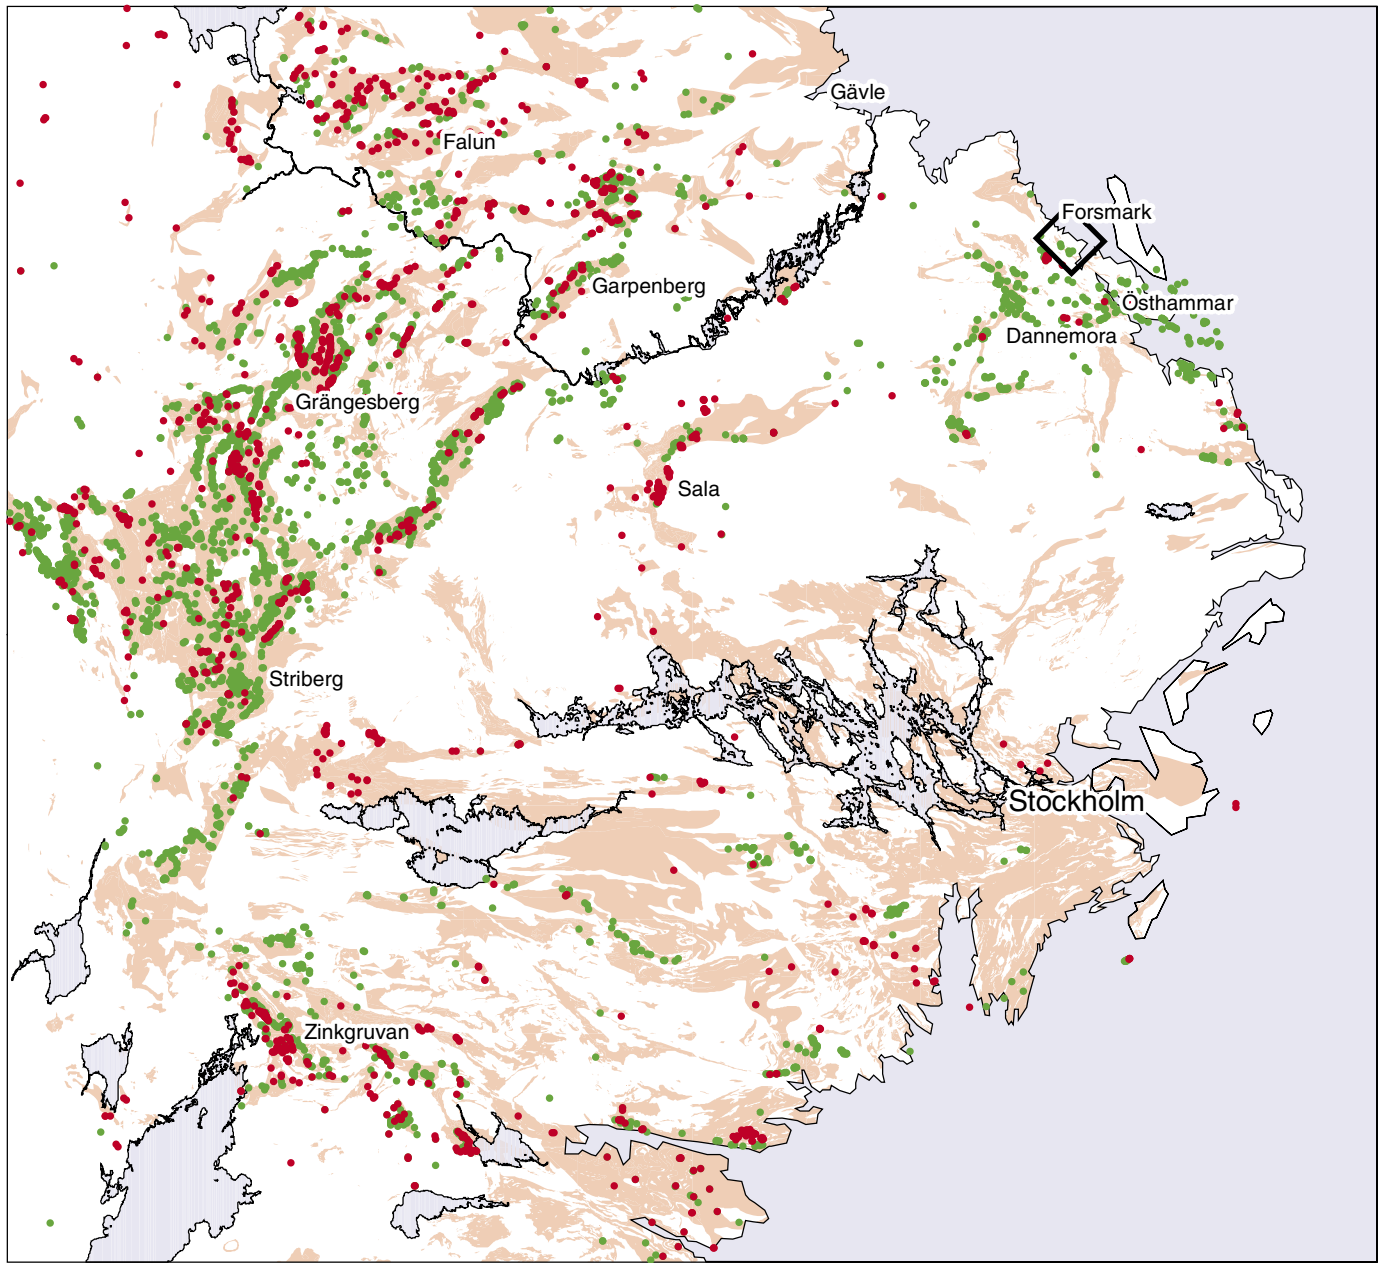 Gävle
Falun
Forsmark
Garpenberg
Östhammar
Dannemora
Grängesberg
Sala
Striberg
Stockholm
Zinkgruvan